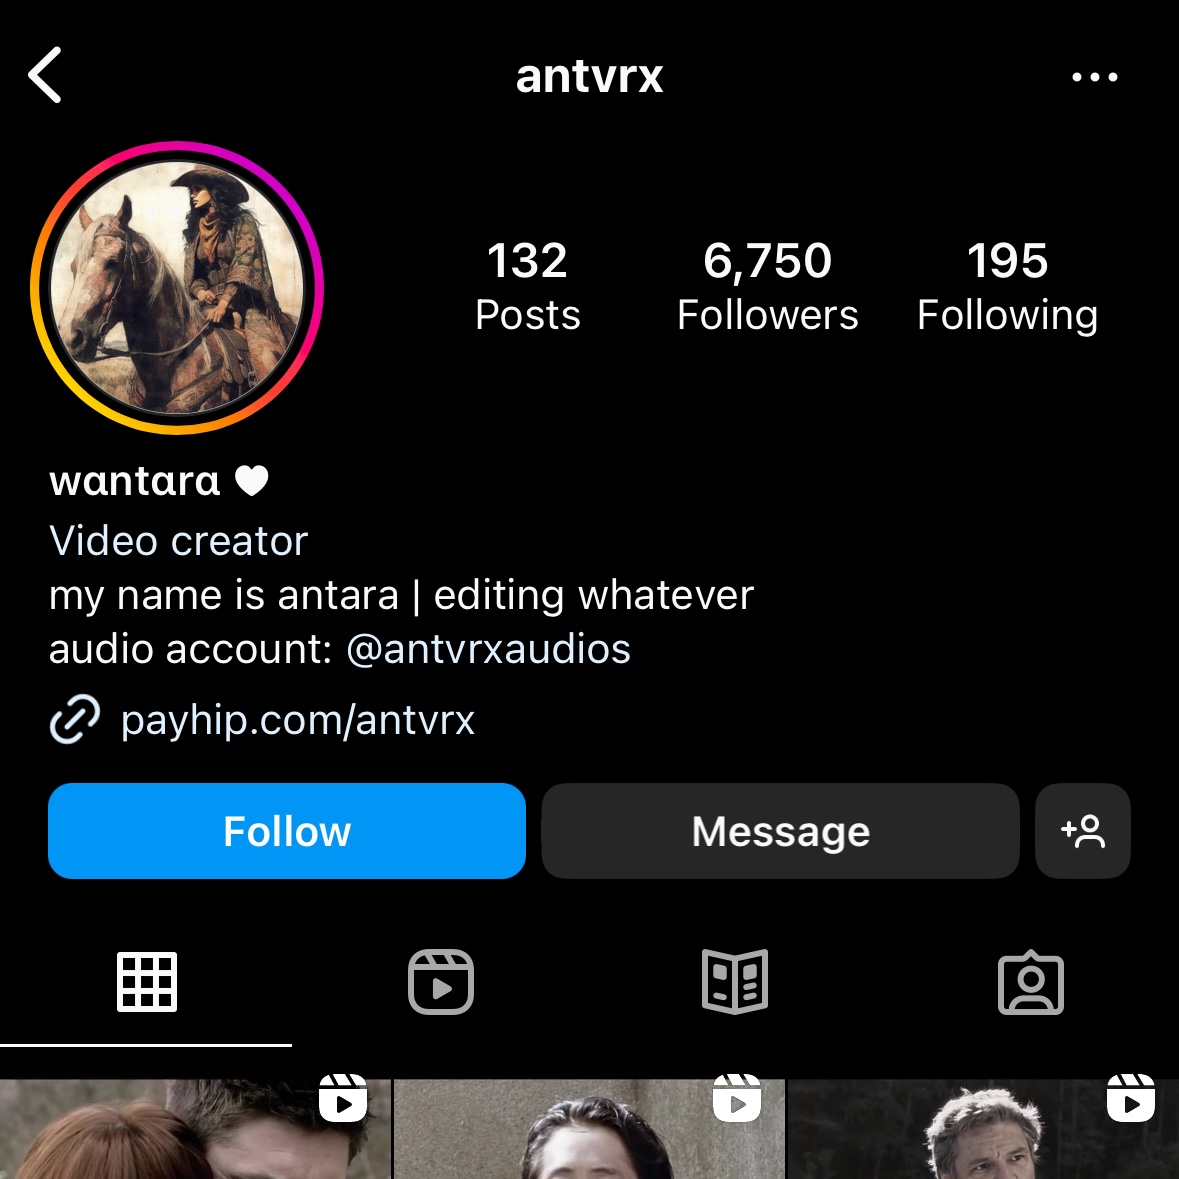 antvrx
132
Posts
6,750
Followers
195
Following
wαntαrα 🤍
Video creator
my name is antara | editing whatever
audio account: @antvrxaudios
payhip.com/antvrx
Follow
Message